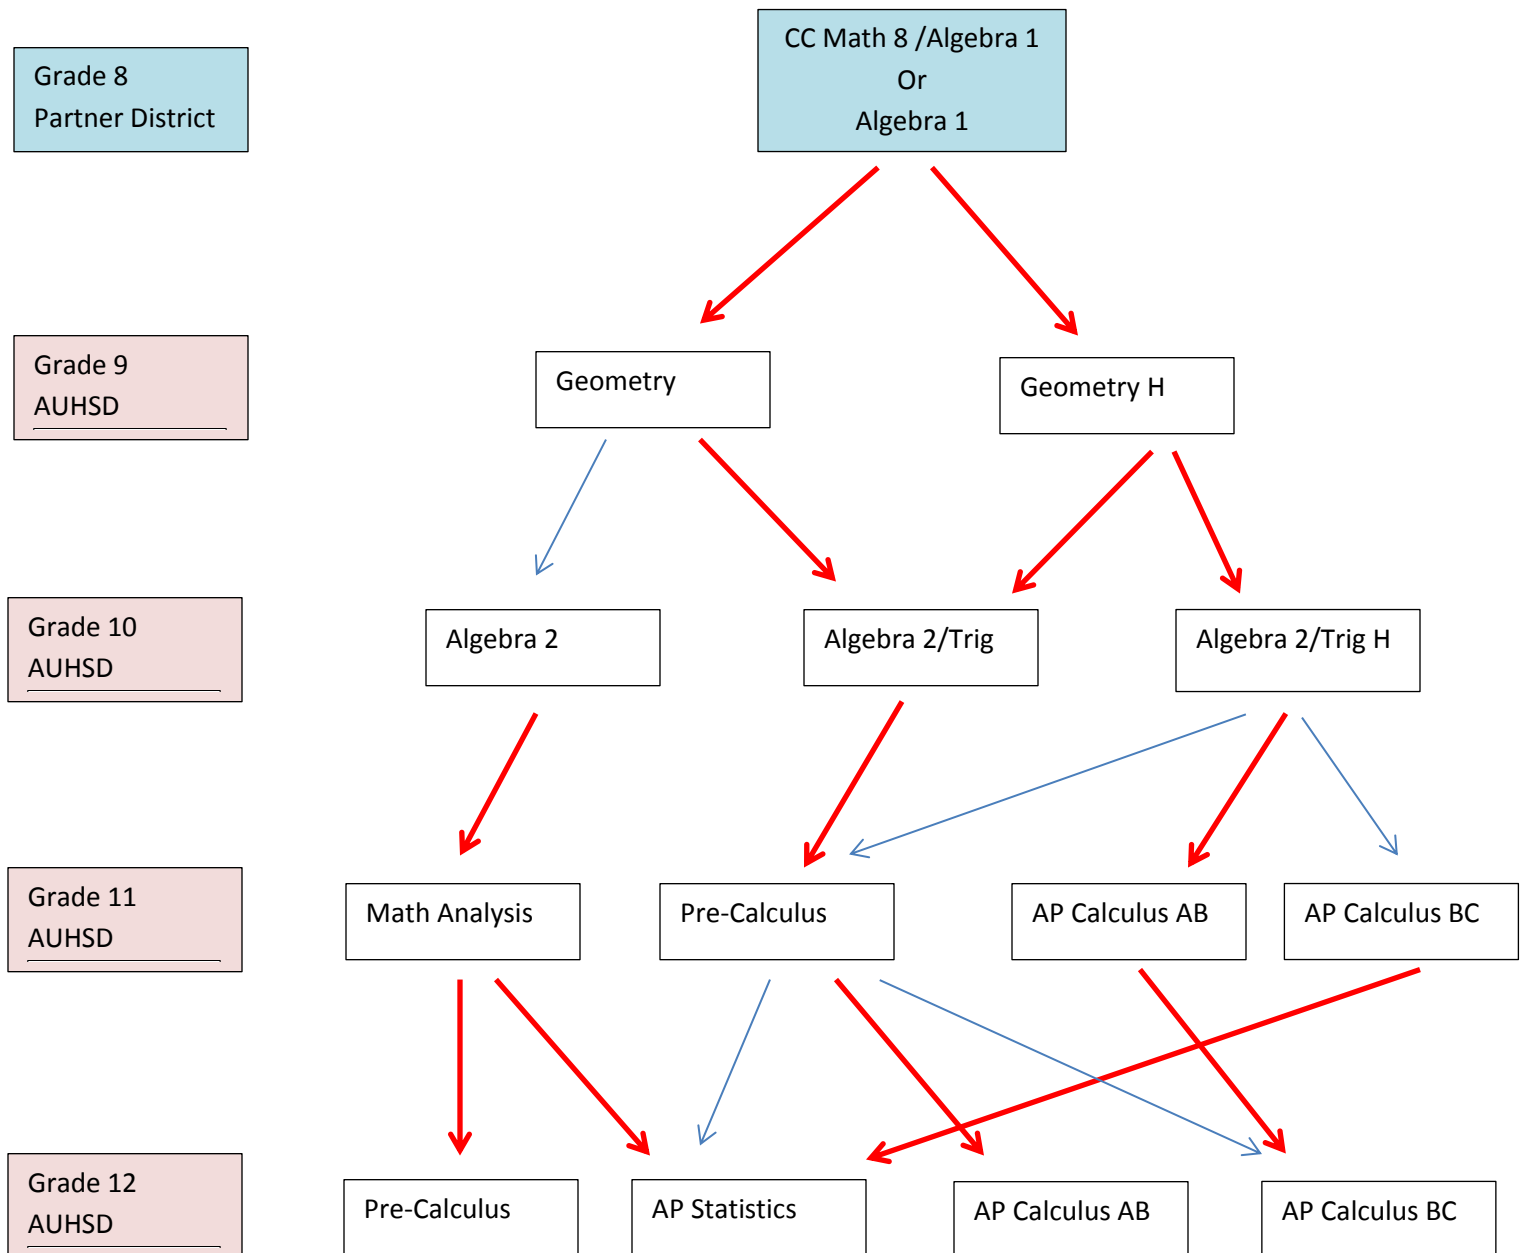 Grade 8
Partner District
CC Math 8 /Algebra 1
Or
Algebra 1
Grade 9
AUHSD
Geometry
Geometry H
Grade 10
AUHSD
Algebra 2
Algebra 2/Trig
Algebra 2/Trig H
Grade 11
AUHSD
Math Analysis
Pre-Calculus
AP Calculus AB
AP Calculus BC
Grade 12
AUHSD
Pre-Calculus
AP Statistics
AP Calculus AB
AP Calculus BC